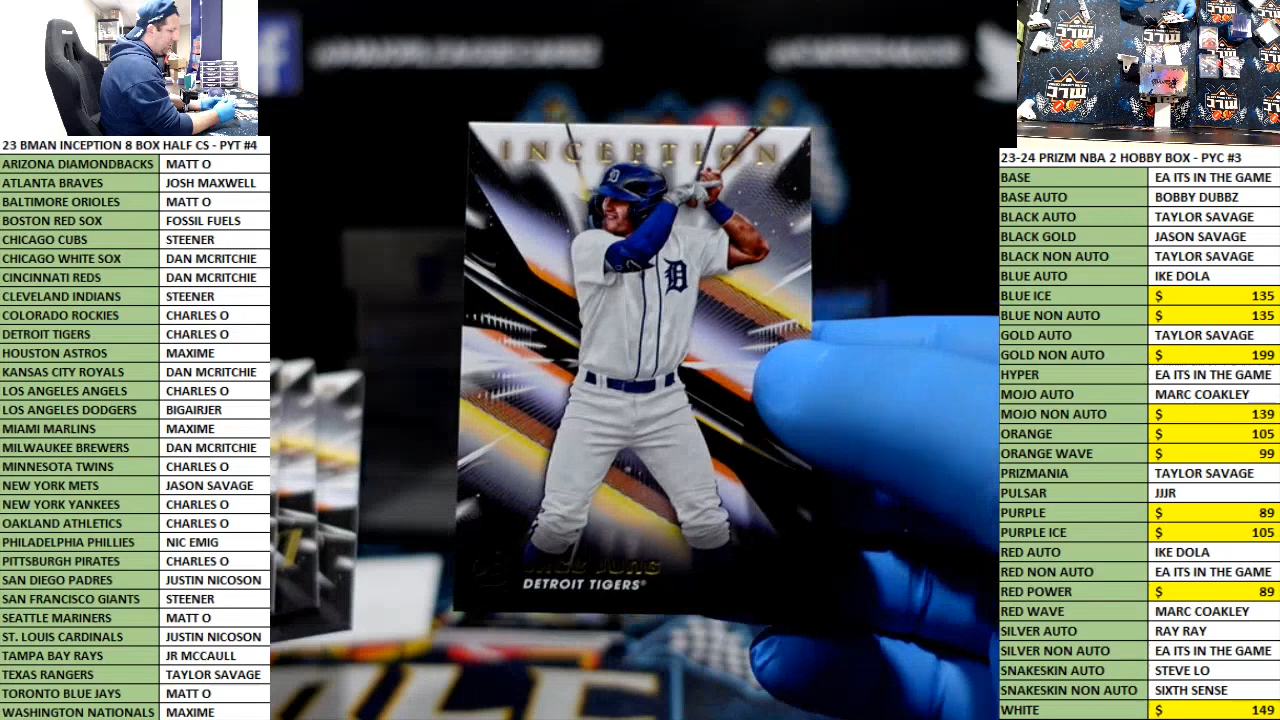 23 BMAN INCEPTION 8 BOX HALF CS - PYT #4
ARIZONA DIAMONDBACKS MATT O
ATLANTA BRAVES JOSH MAXWELL
BALTIMORE ORIOLES MATT O
BOSTON RED SOX FOSSIL FUELS
CHICAGO CUBS STEENER
CHICAGO WHITE SOX DAN MCRITCHIE
CINCINNATI REDS DAN MCRITCHIE
CLEVELAND INDIANS STEENER
COLORADO ROCKIES CHARLES O
DETROIT TIGERS CHARLES O
HOUSTON ASTROS MAXIME
KANSAS CITY ROYALS DAN MCRITCHIE
LOS ANGELES ANGELS CHARLES O
LOS ANGELES DODGERS BIGAIRJER
MIAMI MARLINS MAXIME
MILWAUKEE BREWERS DAN MCRITCHIE
MINNESOTA TWINS CHARLES O
NEW YORK METS JASON SAVAGE
NEW YORK YANKEES CHARLES O
OAKLAND ATHLETICS CHARLES O
PHILADELPHIA PHILLIES NIC EMIG
PITTSBURGH PIRATES CHARLES O
SAN DIEGO PADRES JUSTIN NICOSON
SAN FRANCISCO GIANTS STEENER
SEATTLE MARINERS MATT O
ST. LOUIS CARDINALS JUSTIN NICOSON
TAMPA BAY RAYS JR MCCAULL
TEXAS RANGERS TAYLOR SAVAGE
TORONTO BLUE JAYS MATT O
WASHINGTON NATIONALS MAXIME
INCEPTION
D
D
JACE JUNG
DETROIT TIGERS®
23-24 PRIZM NBA 2 HOBBY BOX - PYC #3
BASE EA ITS IN THE GAME
BASE AUTO BOBBY DUBBZ
BLACK AUTO TAYLOR SAVAGE
BLACK GOLD JASON SAVAGE
BLACK NON AUTO TAYLOR SAVAGE
BLUE AUTO IKE DOLA
BLUE ICE $ 135
BLUE NON AUTO $ 135
GOLD AUTO TAYLOR SAVAGE
GOLD NON AUTO $ 199
HYPER EA ITS IN THE GAME
MOJO AUTO MARC COAKLEY
MOJO NON AUTO $ 139
ORANGE $ 105
ORANGE WAVE $ 99
PRIZMANIA TAYLOR SAVAGE
PULSAR JJJR
PURPLE $ 89
PURPLE ICE $ 105
RED AUTO IKE DOLA
RED NON AUTO EA ITS IN THE GAME
RED POWER $ 89
RED WAVE MARC COAKLEY
SILVER AUTO RAY RAY
SILVER NON AUTO EA ITS IN THE GAME
SNAKESKIN AUTO STEVE LO
SNAKESKIN NON AUTO SIXTH SENSE
WHITE $ 149